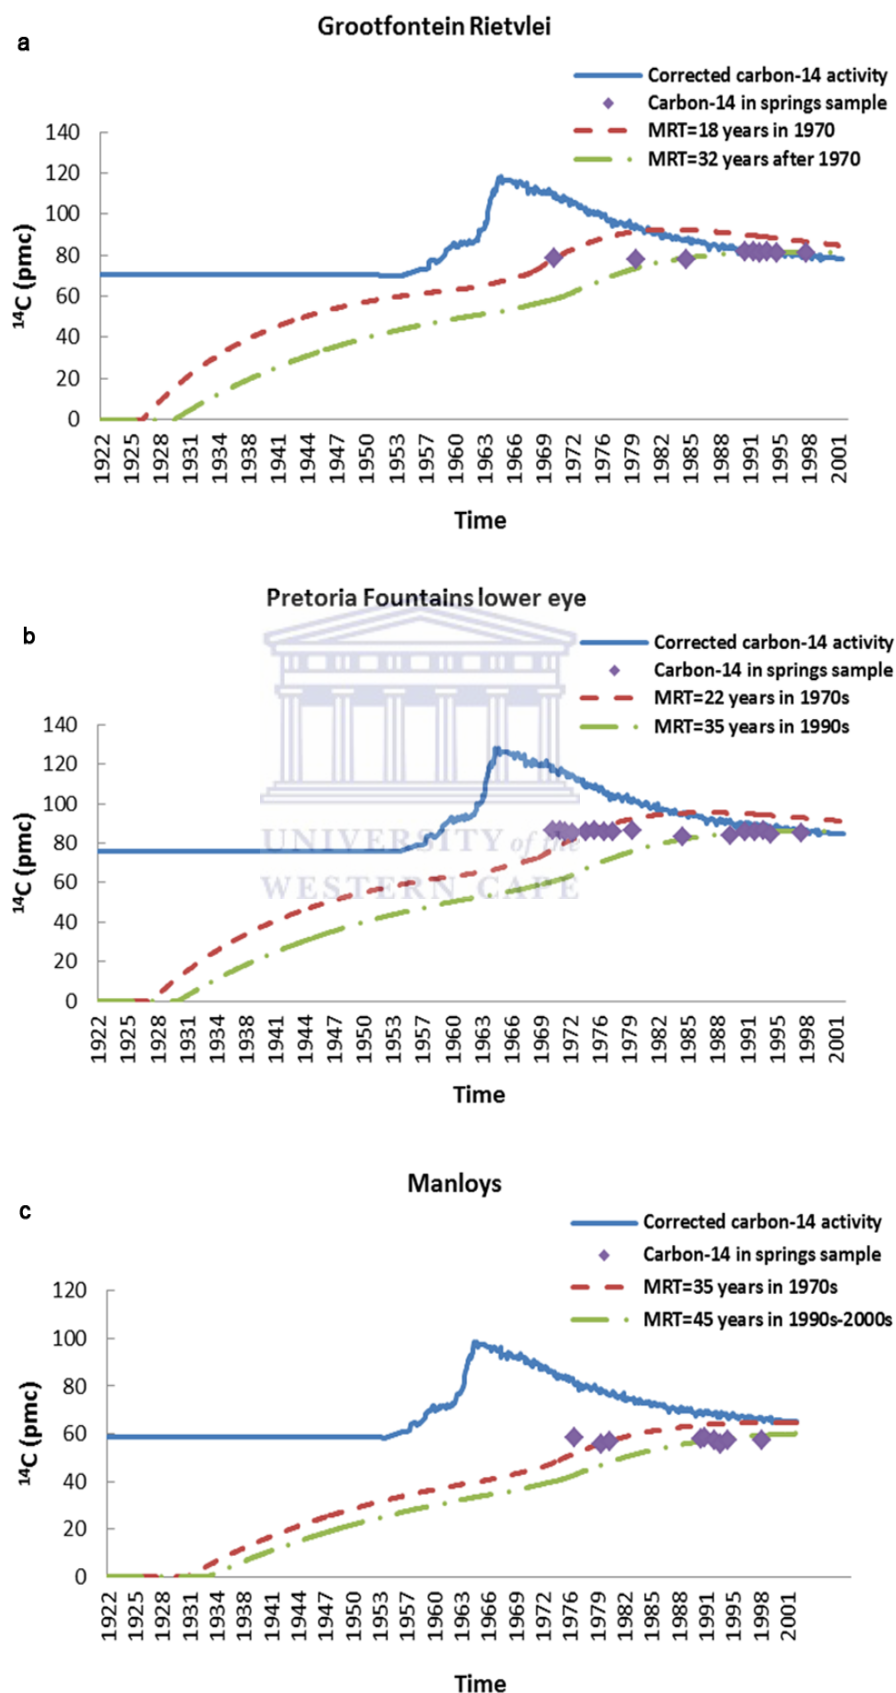 Grootfontein Rietvlei
a
Corrected carbon-14 activity
Carbon-14 in springs sample
MRT=18 years in 1970
MRT=32 years after 1970
140
120
100
80
60
40
20
0
¹⁴C (pmc)
1922 1925 1928 1931 1934 1938 1941 1944 1947 1950 1953 1957 1960 1963 1966 1969 1972 1976 1979 1982 1985 1988 1991 1995 1998 2001
Time
Pretoria Fountains lower eye
b
Corrected carbon-14 activity
Carbon-14 in springs sample
MRT=22 years in 1970s
MRT=35 years in 1990s
140
120
100
80
60
40
20
0
¹⁴C (pmc)
UNIVERSITY of the
WESTERN CAPE
1922 1925 1928 1931 1934 1938 1941 1944 1947 1950 1953 1957 1960 1963 1966 1969 1972 1976 1979 1982 1985 1988 1991 1995 1998 2001
Time
Manloys
c
Corrected carbon-14 activity
Carbon-14 in springs sample
MRT=35 years in 1970s
MRT=45 years in 1990s-2000s
120
100
80
60
40
20
0
¹⁴C (pmc)
1922 1925 1928 1931 1934 1938 1941 1944 1947 1950 1953 1957 1960 1963 1966 1969 1972 1976 1979 1982 1985 1988 1991 1995 1998 2001
Time